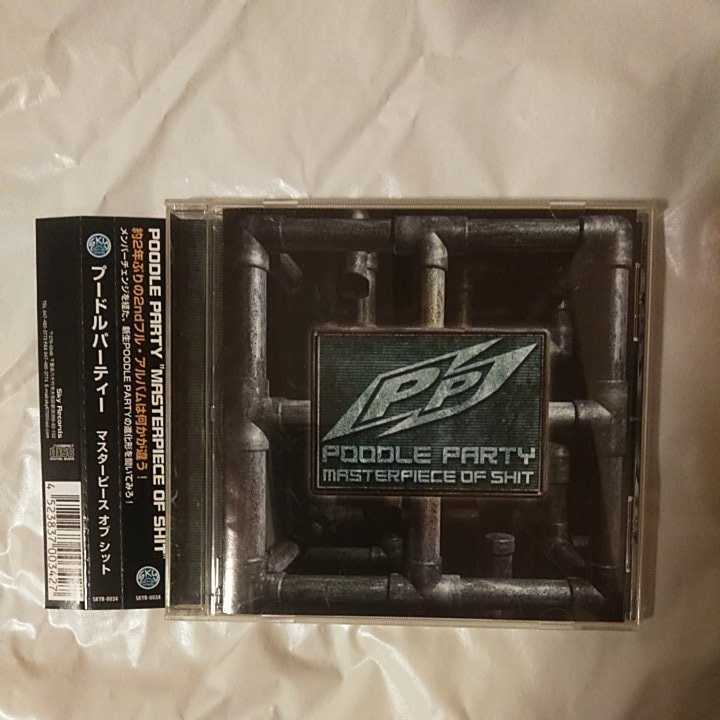 POODLE PARTY "MASTERPIECE OF SHIT
約2年ぶりの2ndフル・アルバムは何かが違う！
メンバーチェンジを経た、新生POODLE PARTYの進化形を聞いてみろ！
SKYR-0034
プードルパーティー マスターピース オブ シット
SKYR-0034
Sky Records
PP
POODLE PARTY
MASTERPIECE OF SHIT